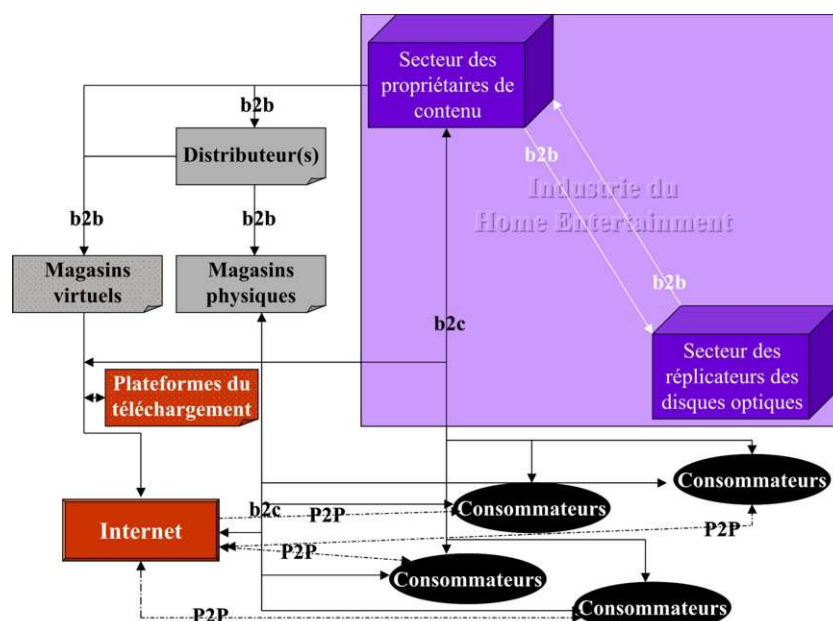 Secteur des
propriétaires de
contenu
b2b
b2b
Distributeur(s)
b2b
Industrie du
Home Entertainment
b2b
b2b
Magasins
virtuels
Magasins
physiques
b2b
b2c
Secteur des
réplicateurs des
disques optiques
Plateformes du
téléchargement
Consommateurs
Consommateurs
b2c
P2P
Internet
P2P
P2P
Consommateurs
Consommateurs
P2P